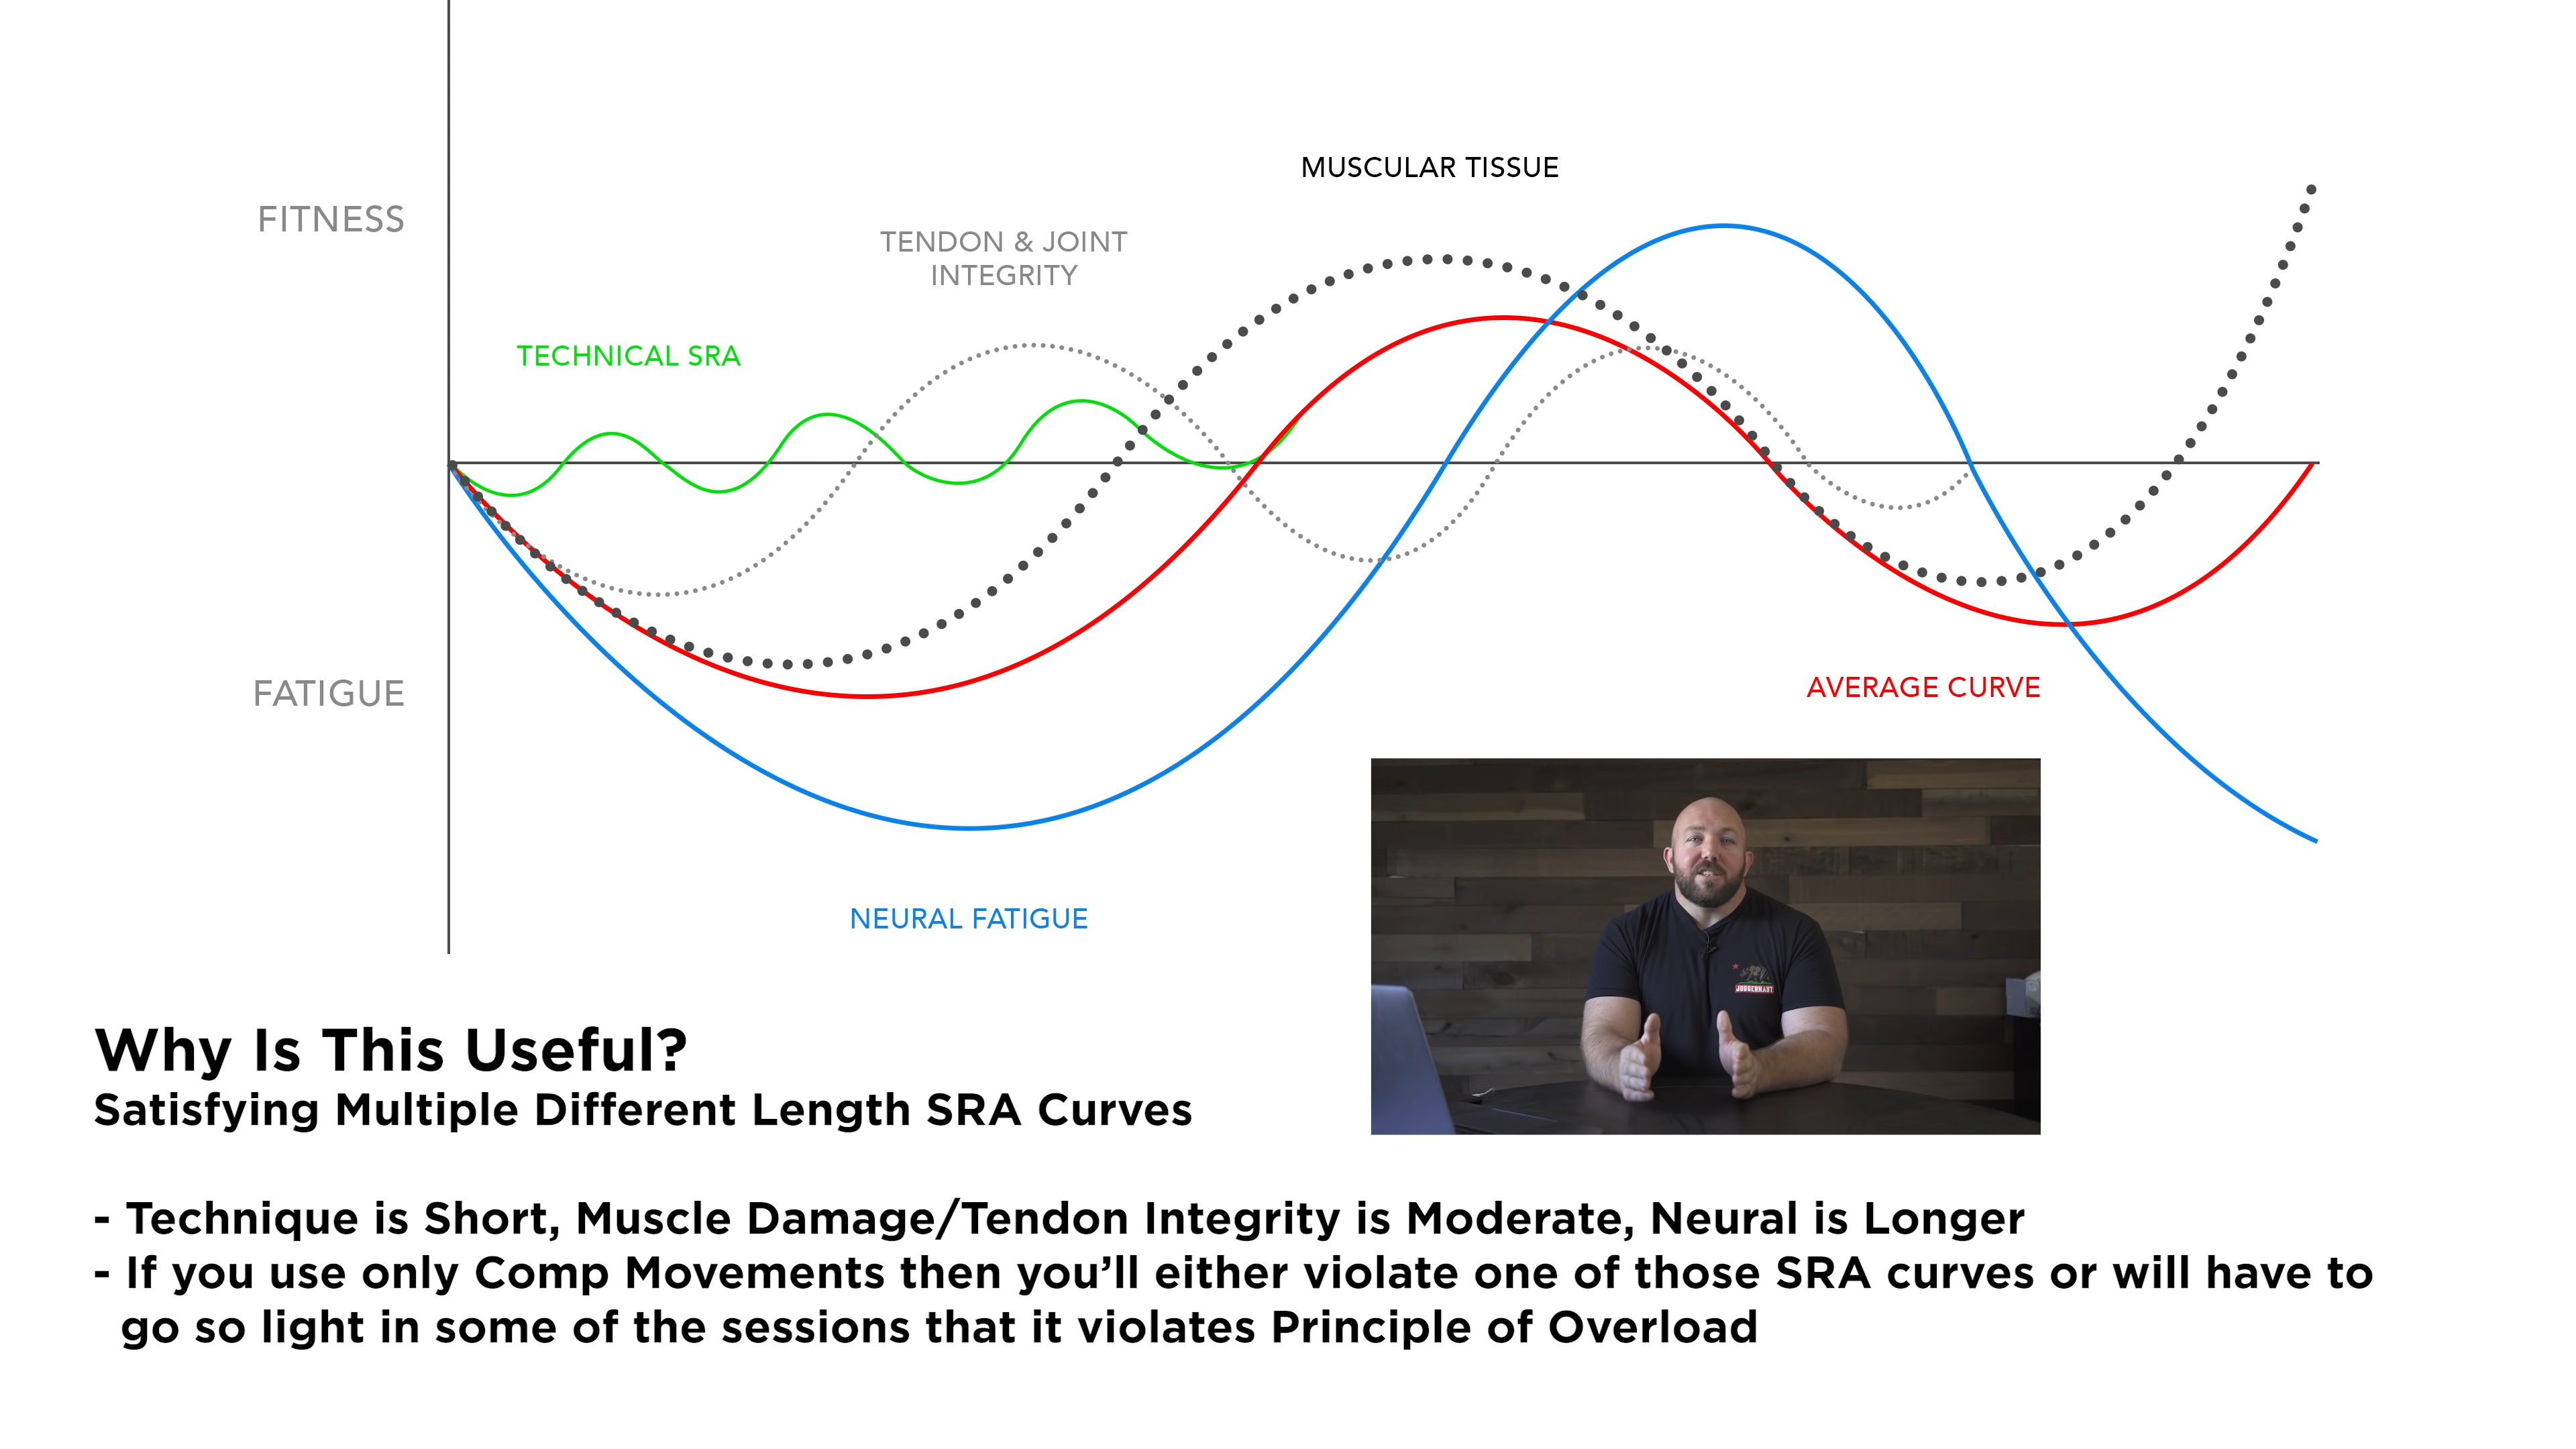 MUSCULAR TISSUE
FITNESS
TENDON & JOINT
INTEGRITY
TECHNICAL SRA
FATIGUE
AVERAGE CURVE
NEURAL FATIGUE
JUGGERNAUT
Why Is This Useful?
Satisfying Multiple Different Length SRA Curves
- Technique is Short, Muscle Damage/Tendon Integrity is Moderate, Neural is Longer
- If you use only Comp Movements then you’ll either violate one of those SRA curves or will have to
go so light in some of the sessions that it violates Principle of Overload